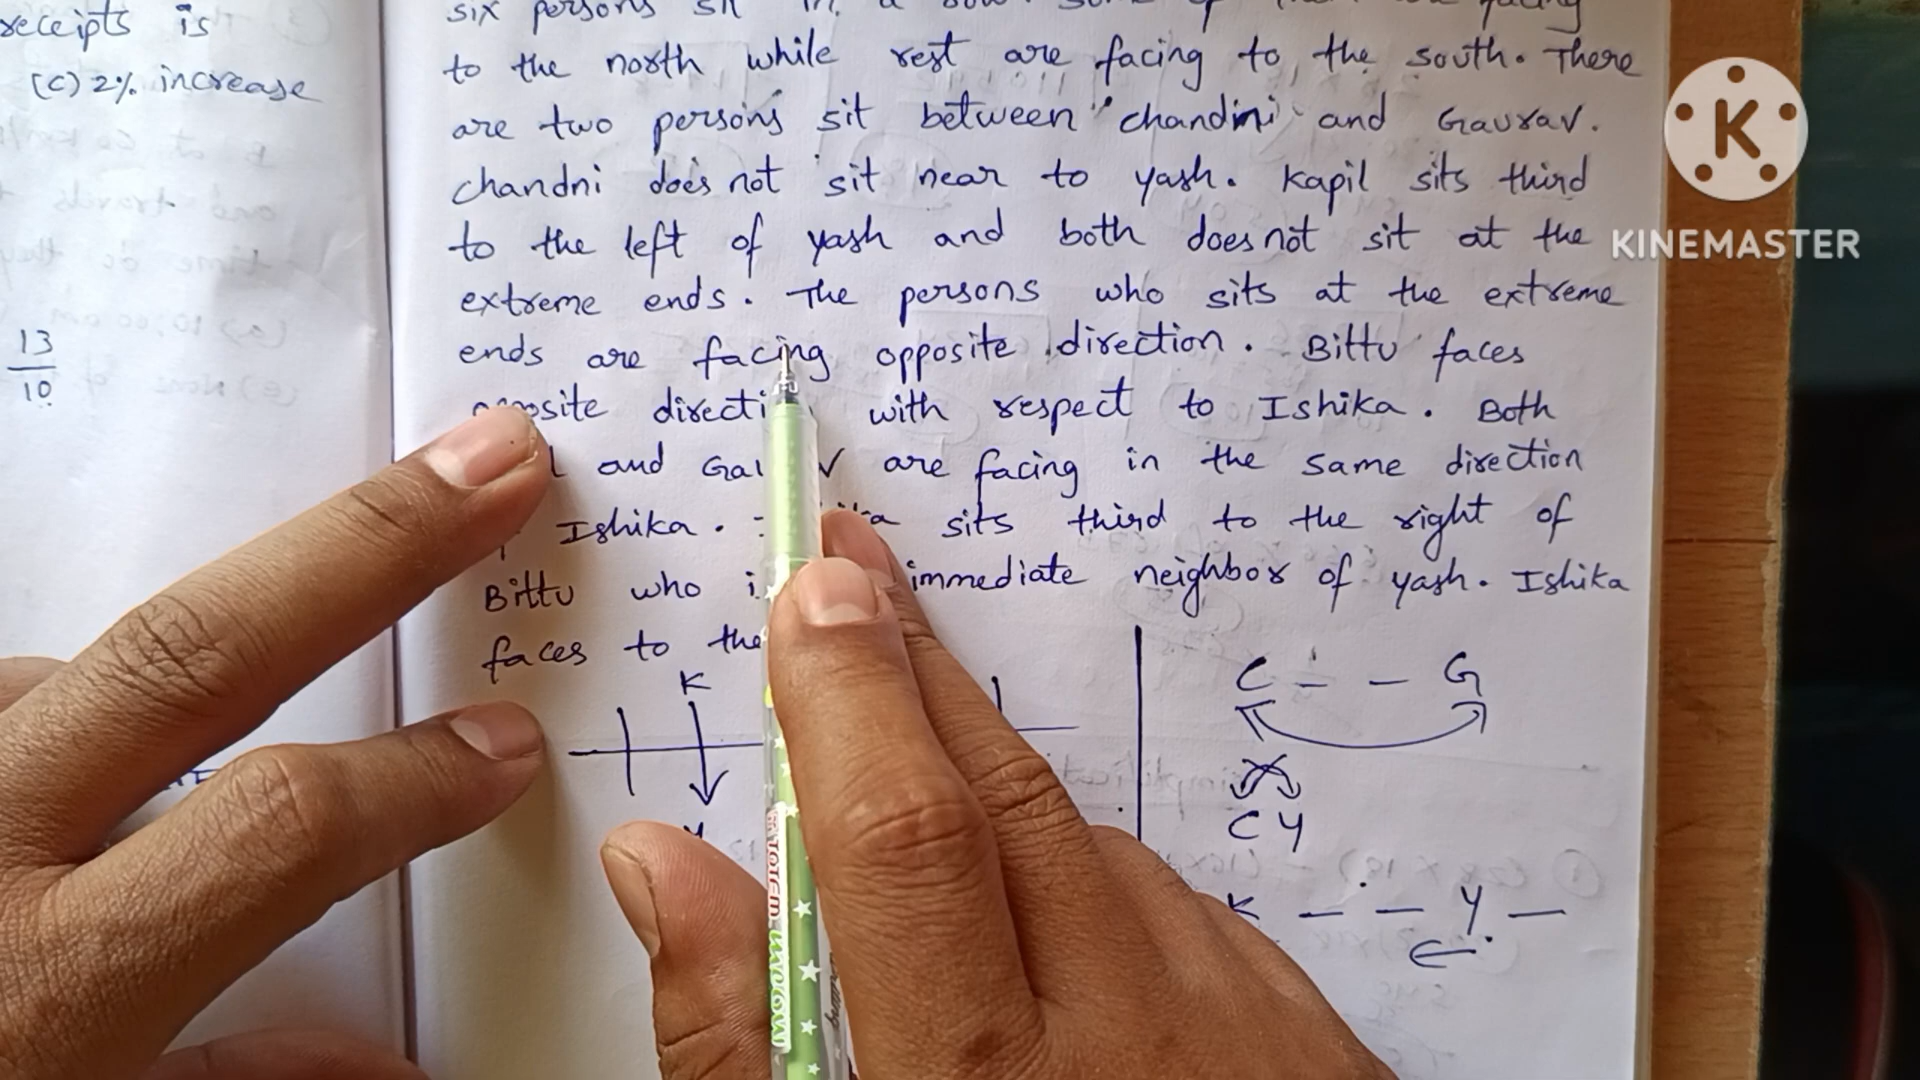 receipts is
(c) 2% increase
13
10
six persons sit in a row. some of them are facing
to the north while rest are facing to the south. There
are two persons sit between chandni and Gaurav.
chandni does not sit near to yash. Kapil sits third
to the left of yash and both does not sit at the
extreme ends. The persons who sits at the extreme
ends are facing opposite direction. Bittu faces
with respect to Ishika. Both
and are facing in the same direction
Ishika. sits third to the right of
Bittu who immediate neighbor of yash. Ishika
faces to the
K
C - - G
C Y
K - - Y -
K
KINEMASTER